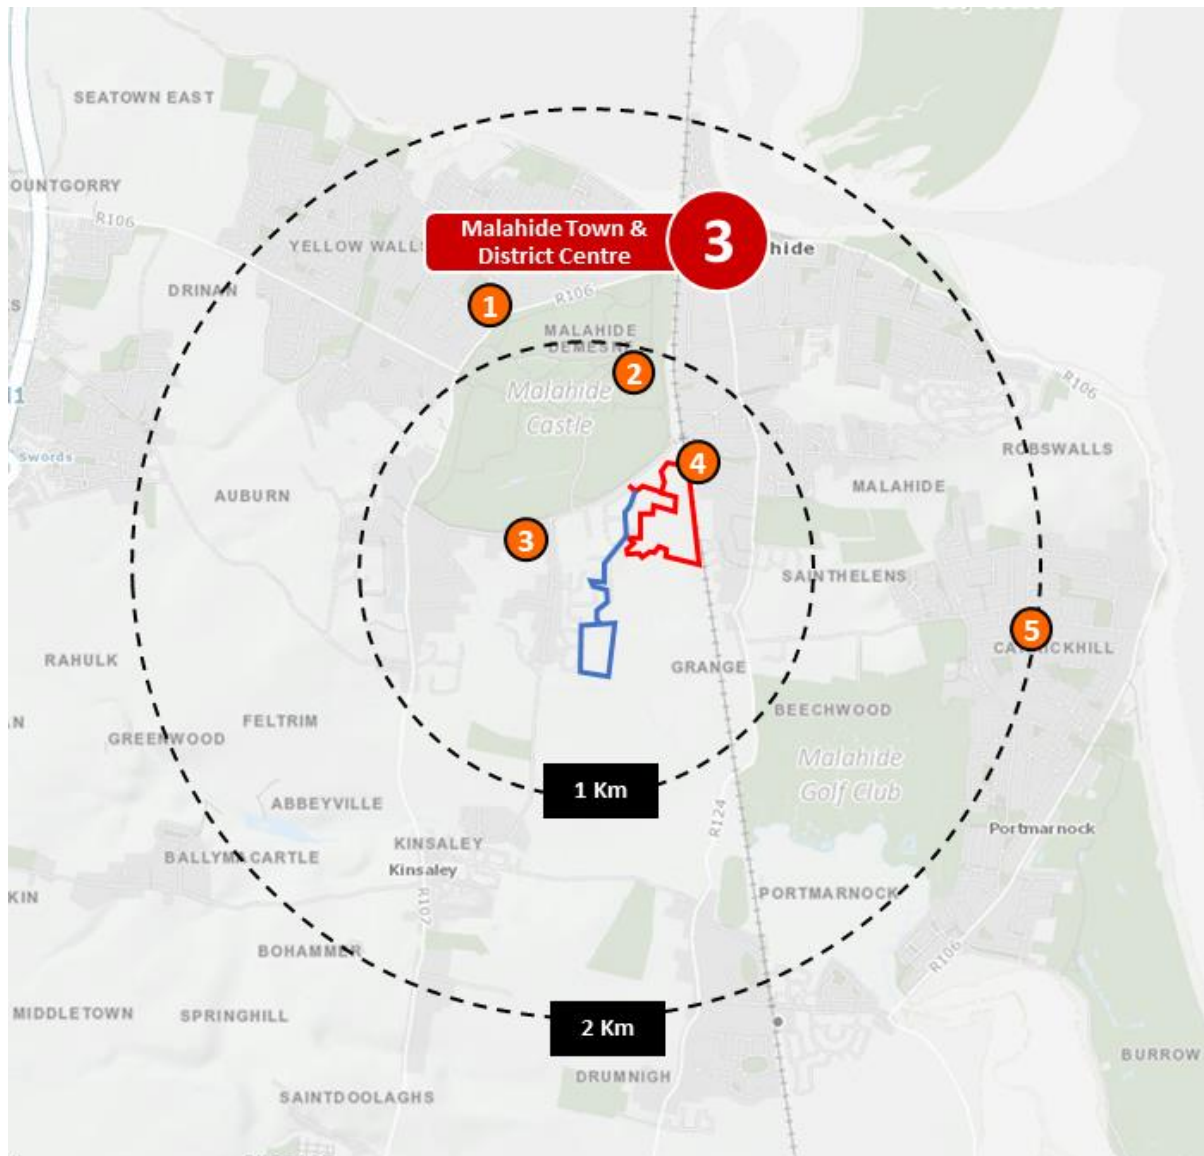 SEATOWN EAST
OUNTGORRY
R106
YELLOW WALL
Malahide Town &
District Centre
3
hide
DRINAN
1
R106
MALAHIDE
DEMESNE
2
Malahide
Castle
R106
Swords
ROBSWALLS
4
AUBURN
MALAHIDE
3
SAINTHELENS
5
RAHULK
GRANGE
FELTRIM
BEECHWOOD
GREENWOOD
Malahide
Golf Club
1 Km
ABBEYVILLE
R124
KINSALEY
Portmarnock
BALLYMACARTLE
Kinsaley
KIN
PORTMARNOCK
R107
BOHAMMER
R106
MIDDLETOWN
SPRINGHILL
2 Km
BURROW
DRUMNIGH
SAINTDOOLAGHS